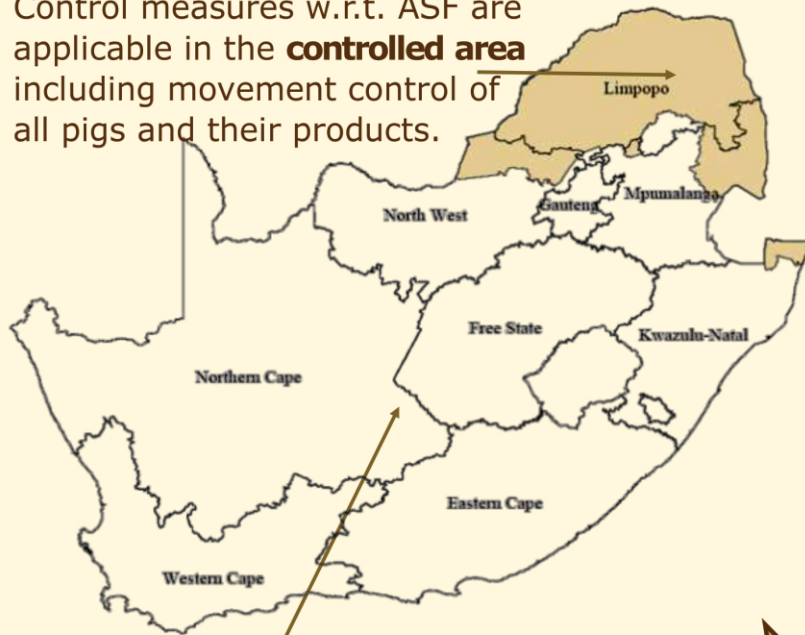 Control measures w.r.t. ASF are
applicable in the controlled area
including movement control of
all pigs and their products.
Limpopo
North West
Gauteng
Mpumalanga
Free State
Kwazulu-Natal
Northern Cape
Eastern Cape
Western Cape